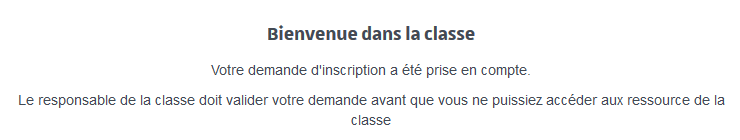 Bienvenue dans la classe
Votre demande d'inscription a été prise en compte.
Le responsable de la classe doit valider votre demande avant que vous ne puissiez accéder aux ressource de la
classe